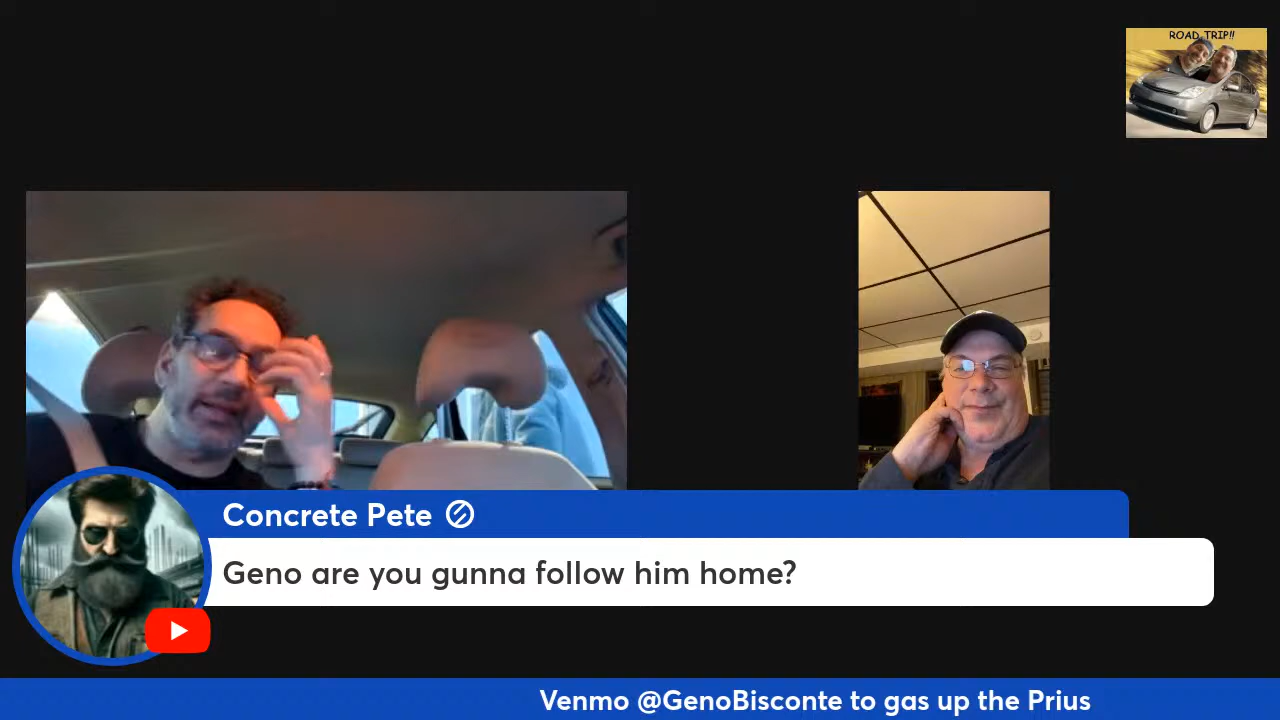 ROAD TRIP!!
Concrete Pete
Geno are you gunna follow him home?
Venmo @GenoBisconte to gas up the Prius